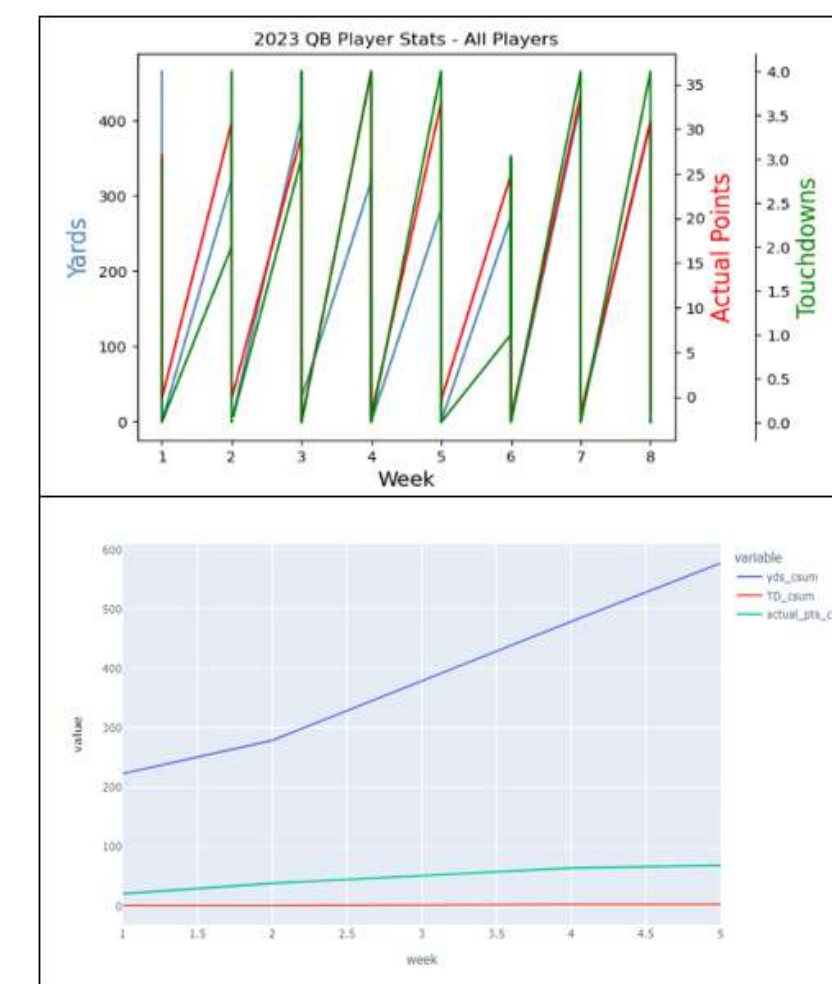 2023 QB Player Stats - All Players
Yards
400
300
200
100
0
35
30
25
20
15
10
5
0
Actual Points
4.0
3.5
3.0
2.5
2.0
1.5
1.0
0.5
0.0
Touchdowns
1 2 3 4 5 6 7 8
Week
600
500
400
300
200
100
0
value
variable
yds_csum
TD_csum
actual_pts_c
1 1.5 2 2.5 3 3.5 4 4.5 5
week